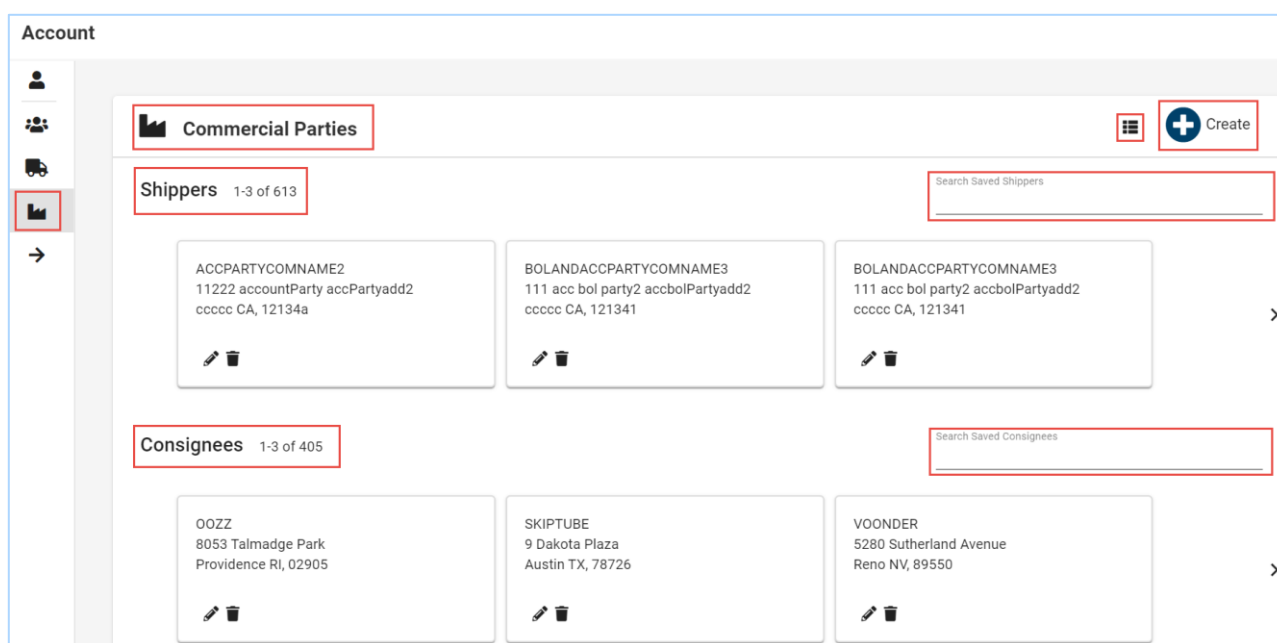 Account
Commercial Parties
Create
Shippers 1-3 of 613
Search Saved Shippers
ACCPARTYCOMNAME2
11222 accountParty accPartyadd2
ccccc CA, 12134a
BOLANDACCPARTYCOMNAME3
111 acc bol party2 accbolPartyadd2
ccccc CA, 121341
BOLANDACCPARTYCOMNAME3
111 acc bol party2 accbolPartyadd2
ccccc CA, 121341
Consignees 1-3 of 405
Search Saved Consignees
OOZZ
8053 Talmadge Park
Providence RI, 02905
SKIPTUBE
9 Dakota Plaza
Austin TX, 78726
VOONDER
5280 Sutherland Avenue
Reno NV, 89550